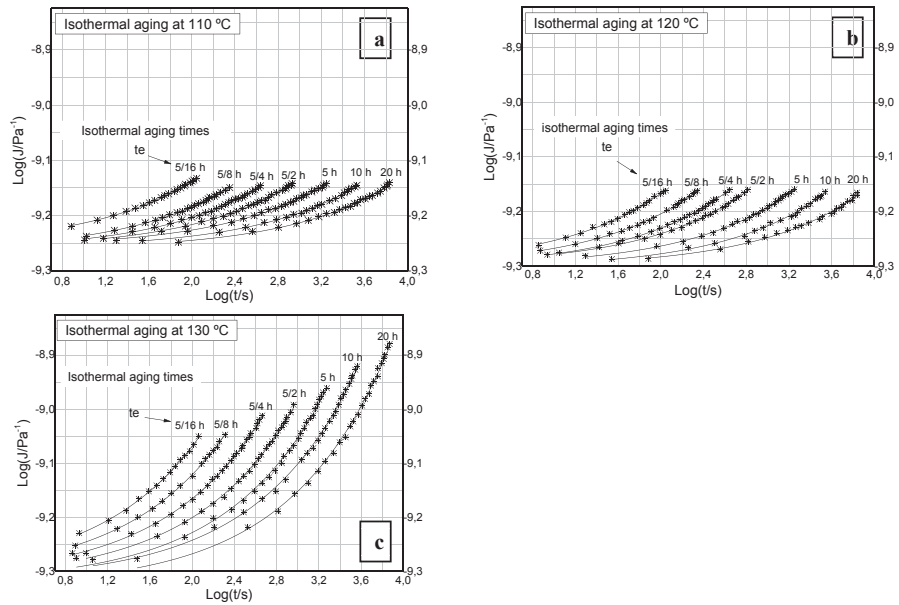 Isothermal aging at 110 ºC
a
-8,9
-8,9
-9,0
-9,0
Log(J/Pa-1)
Isothermal aging times
te
-9,1
-9,1
5/16 h
5/8 h
5/4 h
5/2 h
5 h
10 h
20 h
-9,2
-9,2
-9,3
-9,3
0,8 1,2 1,6 2,0 2,4 2,8 3,2 3,6 4,0
Log(t/s)
Isothermal aging at 120 ºC
b
-8,9
-8,9
-9,0
-9,0
Log(J/Pa-1)
isothermal aging times
te
-9,1
-9,1
5/16 h
5/8 h
5/4 h
5/2 h
5 h
10 h
20 h
-9,2
-9,2
-9,3
-9,3
0,8 1,2 1,6 2,0 2,4 2,8 3,2 3,6 4,0
Log(t/s)
Isothermal aging at 130 ºC
20 h
-8,9
-8,9
10 h
Isothermal aging times
5 h
5/2 h
te
5/4 h
-9,0
-9,0
5/16 h
5/8 h
Log(J/Pa-1)
-9,1
-9,1
-9,2
-9,2
c
-9,3
-9,3
0,8 1,2 1,6 2,0 2,4 2,8 3,2 3,6 4,0
Log(t/s)